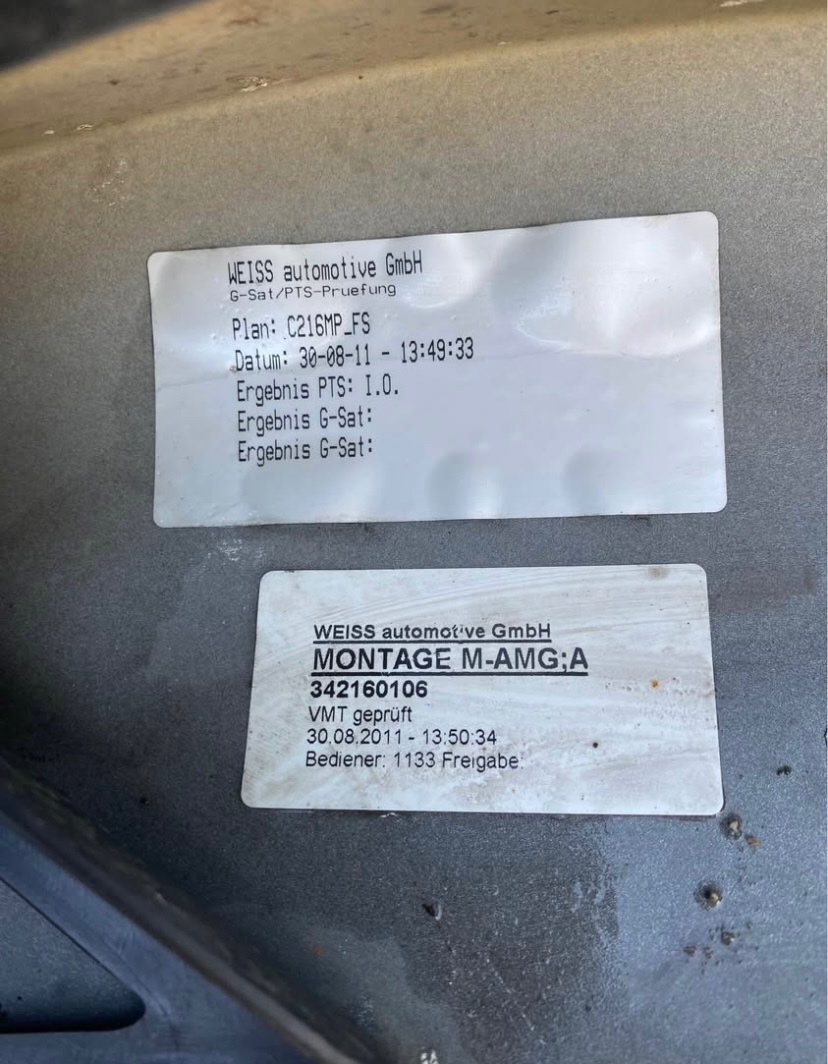 WEISS automotive GmbH
G-Sat/PTS-Pruefung
Plan: C216MP_FS
Datum: 30-08-11 - 13:49:33
Ergebnis PTS: I.O.
Ergebnis G-Sat:
Ergebnis G-Sat:
WEISS automotive GmbH
MONTAGE M-AMG;A
342160106
VMT geprüft
30.08.2011 - 13:50:34
Bediener: 1133 Freigabe: